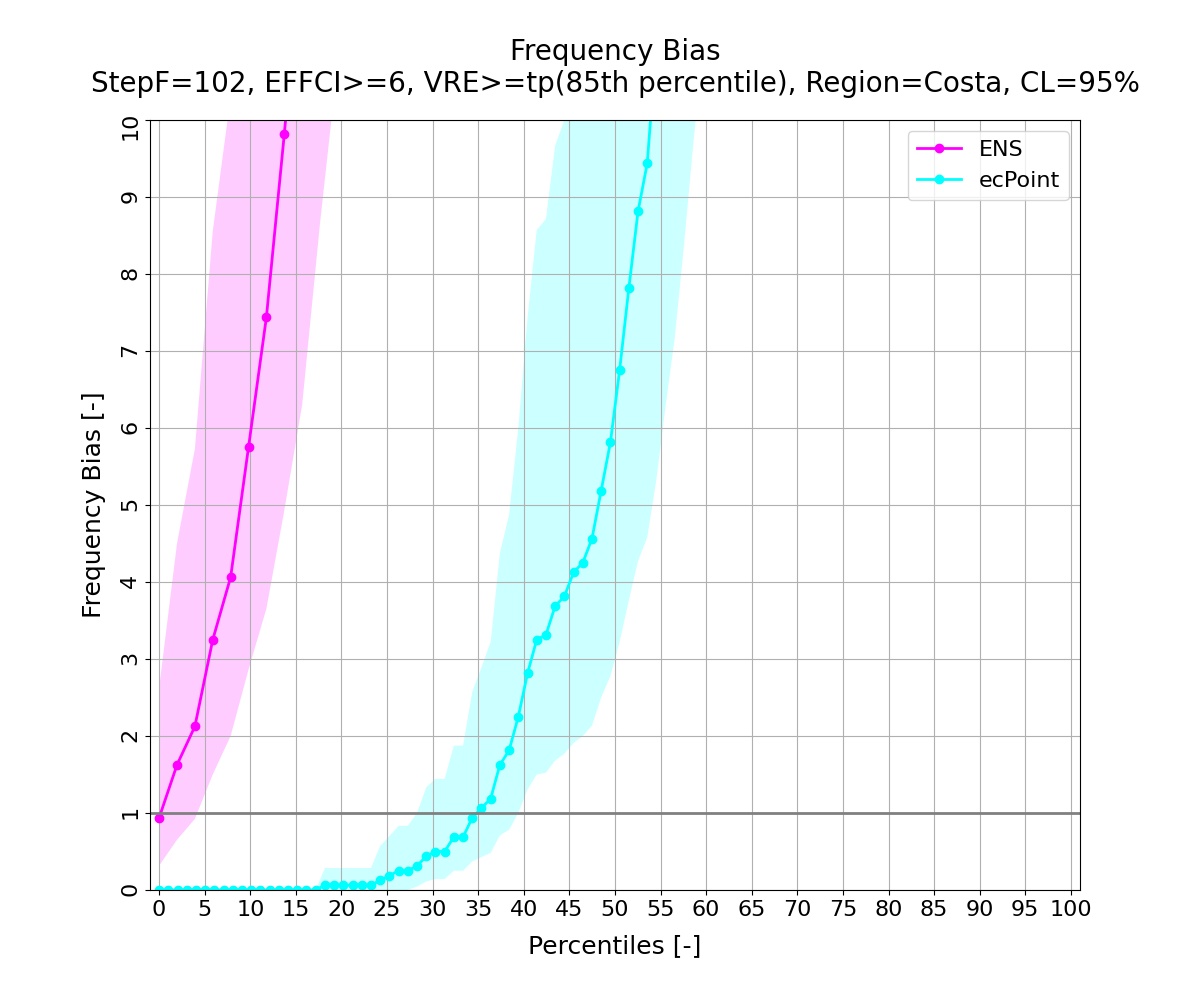 Frequency Bias
StepF=102, EFFCI>=6, VRE>=tp(85th percentile), Region=Costa, CL=95%
ENS
ecPoint
Frequency Bias [-]
10
9
8
7
6
5
4
3
2
1
0
0 5 10 15 20 25 30 35 40 45 50 55 60 65 70 75 80 85 90 95 100
Percentiles [-]